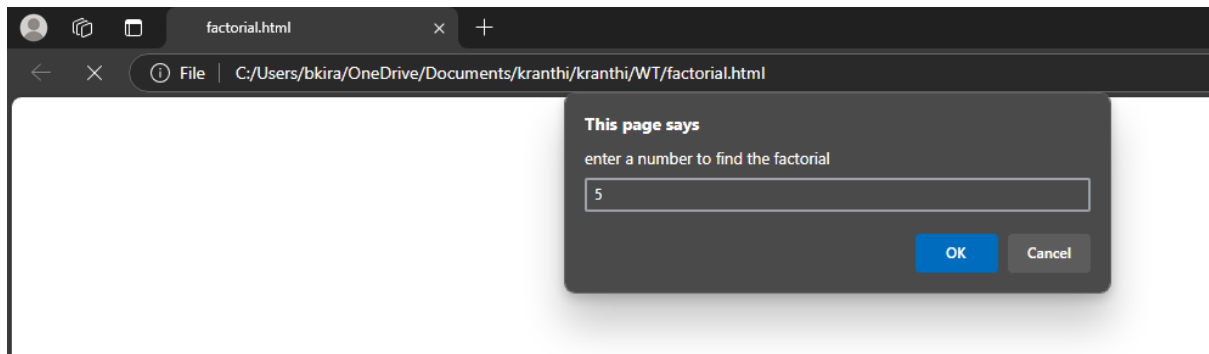 factorial.html
File C:/Users/bkira/OneDrive/Documents/kranthi/kranthi/WT/factorial.html
This page says
enter a number to find the factorial
5
OK Cancel